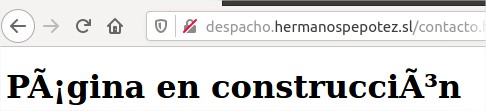 despacho.hermanospepotez.sl/contacto.h
PÃ¡gina en construcciÃ³n